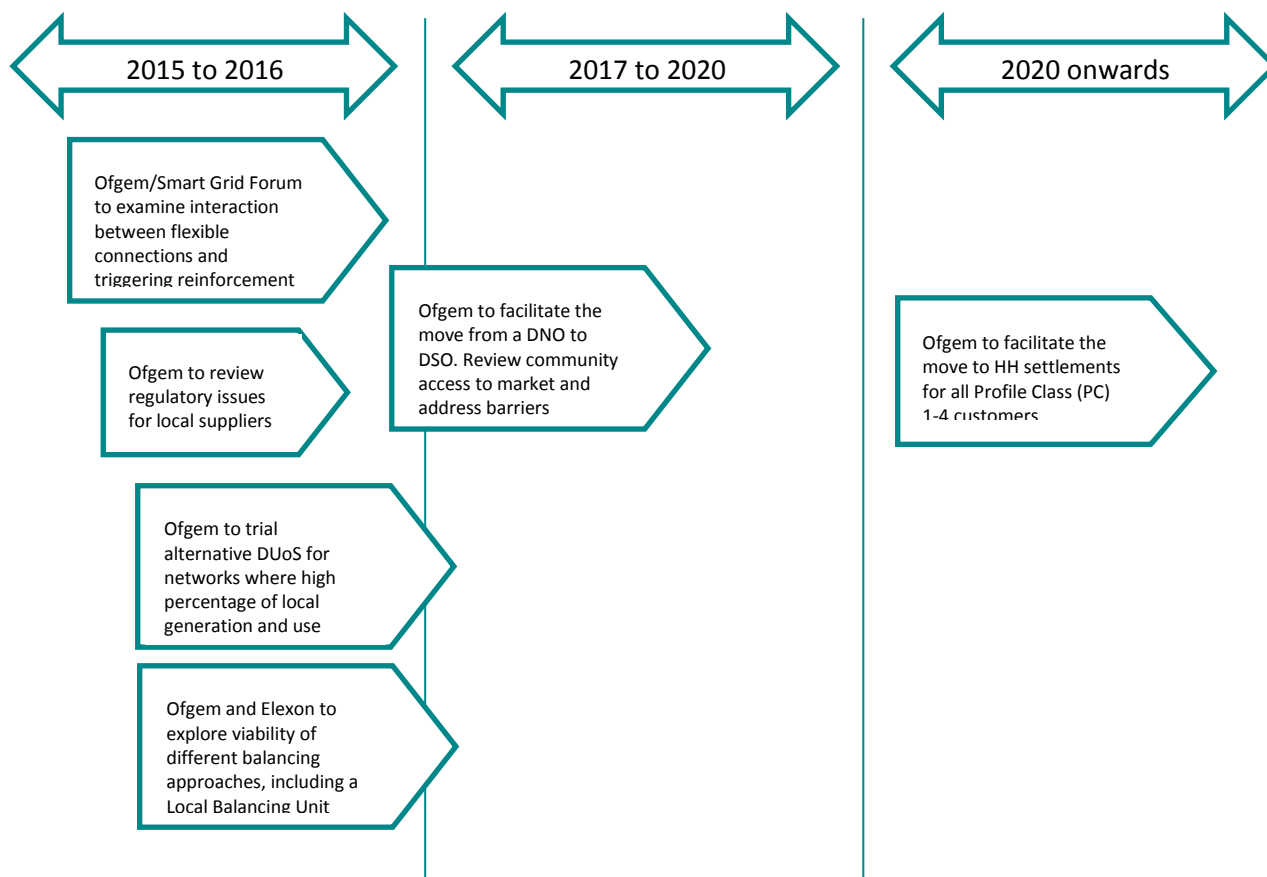 2015 to 2016
2017 to 2020
2020 onwards
Ofgem/Smart Grid Forum
to examine interaction
between flexible
connections and
triggering reinforcement
Ofgem to review
regulatory issues
for local suppliers
Ofgem to trial
alternative DUoS for
networks where high
percentage of local
generation and use
Ofgem and Elexon to
explore viability of
different balancing
approaches, including a
Local Balancing Unit
Ofgem to facilitate the
move from a DNO to
DSO. Review community
access to market and
address barriers
Ofgem to facilitate the
move to HH settlements
for all Profile Class (PC)
1-4 customers